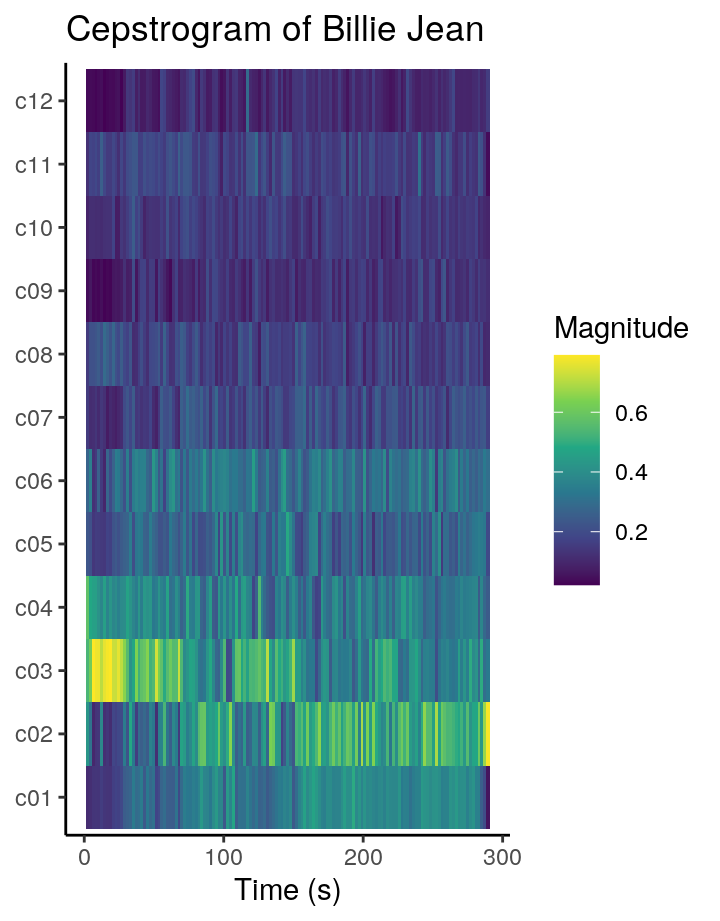 Cepstrogram of Billie Jean
c12
c11
c10
c09
c08
c07
c06
c05
c04
c03
c02
c01
0 100 200 300
Time (s)
Magnitude
0.6
0.4
0.2